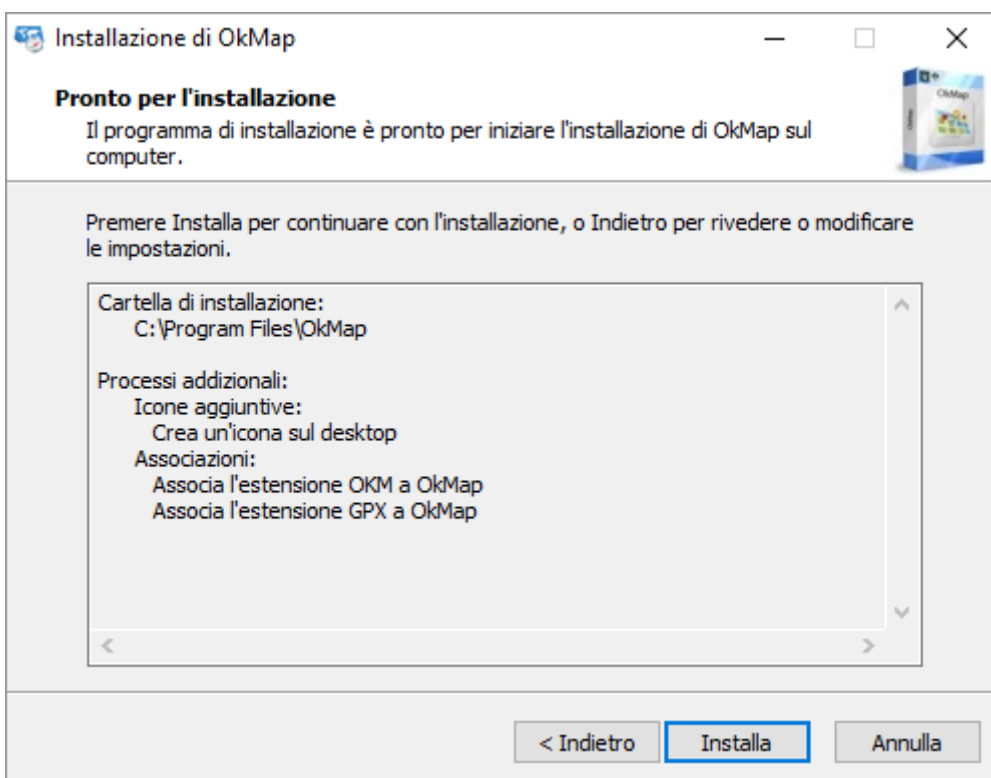 Installazione di OkMap
Pronto per l'installazione
Il programma di installazione è pronto per iniziare l'installazione di OkMap sul
computer.
OkMap
Premere Installa per continuare con l'installazione, o Indietro per rivedere o modificare
le impostazioni.
Cartella di installazione:
C:\Program Files\OkMap
Processi addizionali:
Icone aggiuntive:
Crea un'icona sul desktop
Associazioni:
Associa l'estensione OKM a OkMap
Associa l'estensione GPX a OkMap
< Indietro
Installa
Annulla